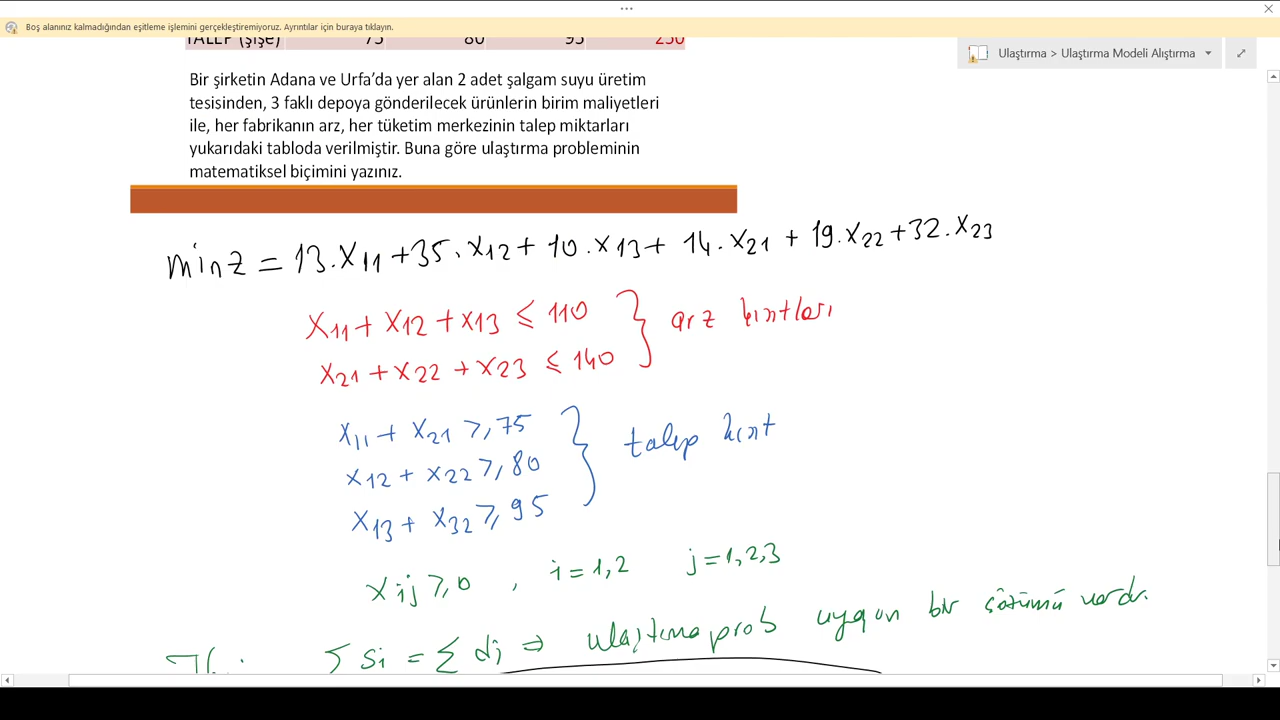 Boş alanınız kalmadığından eşitleme işlemini gerçekleştiremiyoruz. Ayrıntılar için buraya tıklayın.
TALEP (şişe) 75 80 95 250
Ulaştırma > Ulaştırma Modeli Alıştırma
Bir şirketin Adana ve Urfa’da yer alan 2 adet şalgam suyu üretim
tesisinden, 3 faklı depoya gönderilecek ürünlerin birim maliyetleri
ile, her fabrikanın arz, her tüketim merkezinin talep miktarları
yukarıdaki tabloda verilmiştir. Buna göre ulaştırma probleminin
matematiksel biçimini yazınız.
min z = 13.x11 + 35.x12 + 10.x13 + 14.x21 + 19.x22 + 32.x23
x11 + x12 + x13 ≤ 110 } arz kısıtları
x21 + x22 + x23 ≤ 140
x11 + x21 ≥ 75
x12 + x22 ≥ 80 } talep kısıt
x13 + x32 ≥ 95
xij ≥ 0 , i=1,2 j=1,2,3
Σ si = Σ dj ⇒ ulaştırma prob uygun bir çözümü vardır.